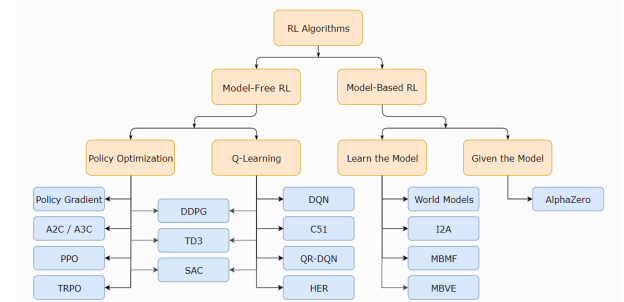 RL Algorithms
Model-Free RL
Model-Based RL
Policy Optimization
Q-Learning
Learn the Model
Given the Model
Policy Gradient
A2C / A3C
PPO
TRPO
DDPG
TD3
SAC
DQN
C51
QR-DQN
HER
World Models
I2A
MBMF
MBVE
AlphaZero